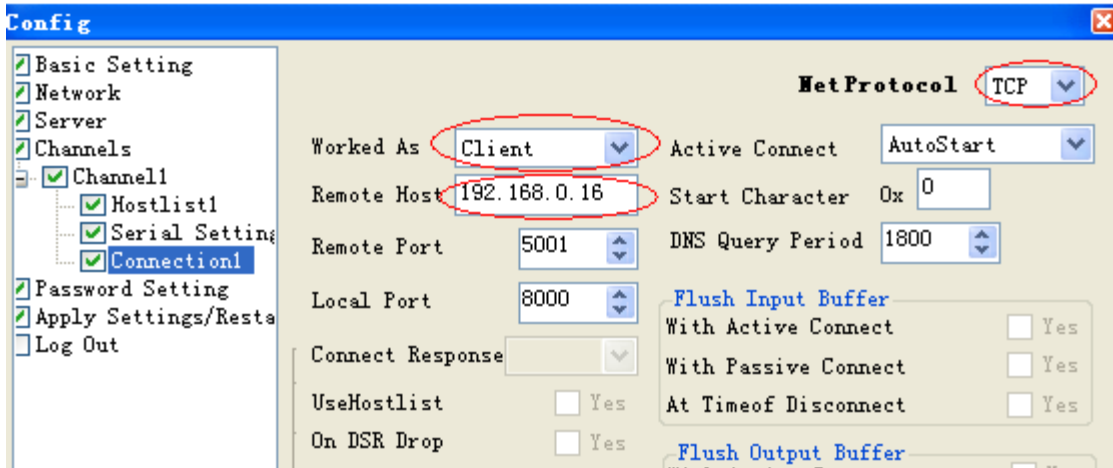 Config
Basic Setting
Network
Server
Channels
Channel1
Hostlist1
Serial Setting
Connection1
Password Setting
Apply Settings/Resta
Log Out
NetProtocol TCP
Worked As Client
Active Connect AutoStart
Remote Host 192.168.0.16
Start Character 0x 0
Remote Port 5001
DNS Query Period 1800
Local Port 8000
Flush Input Buffer
With Active Connect Yes
Connect Response
With Passive Connect Yes
UseHostlist Yes
At Timeof Disconnect Yes
On DSR Drop Yes
Flush Output Buffer